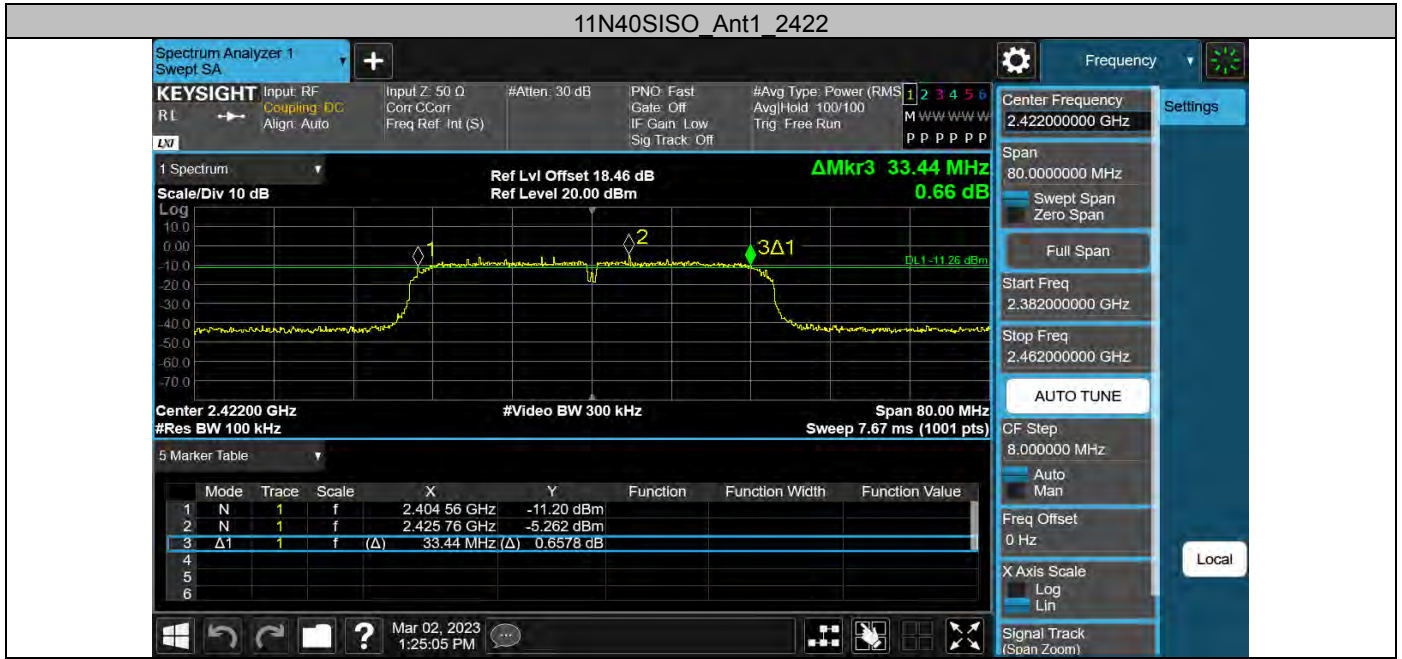 11N40SISO_Ant1_2422
Spectrum Analyzer 1
Swept SA
Frequency
KEYSIGHT
RL
LXI
Input: RF
Coupling: DC
Align: Auto
Input Z: 50 Ω
Corr CCorr
Freq Ref: Int (S)
#Atten: 30 dB
PNO: Fast
Gate: Off
IF Gain: Low
Sig Track: Off
#Avg Type: Power (RMS
Avg|Hold: 100/100
Trig: Free Run
1 2 3 4 5 6
M W W W W W
P P P P P P
1 Spectrum
Scale/Div 10 dB
Ref Lvl Offset 18.46 dB
Ref Level 20.00 dBm
ΔMkr3 33.44 MHz
0.66 dB
Log
10.0
0.00
-10.0
-20.0
-30.0
-40.0
-50.0
-60.0
-70.0
1
2
3Δ1
DL1 -11.26 dBm
Center 2.42200 GHz
#Video BW 300 kHz
Span 80.00 MHz
#Res BW 100 kHz
Sweep 7.67 ms (1001 pts)
5 Marker Table
Mode Trace Scale X Y Function Function Width Function Value
1 N 1 f 2.404 56 GHz -11.20 dBm
2 N 1 f 2.425 76 GHz -5.262 dBm
3 Δ1 1 f (Δ) 33.44 MHz (Δ) 0.6578 dB
4
5
6
Mar 02, 2023
1:25:05 PM
Center Frequency
2.422000000 GHz
Settings
Span
80.0000000 MHz
Swept Span
Zero Span
Full Span
Start Freq
2.382000000 GHz
Stop Freq
2.462000000 GHz
AUTO TUNE
CF Step
8.000000 MHz
Auto
Man
Freq Offset
0 Hz
X Axis Scale
Log
Lin
Local
Signal Track
(Span Zoom)